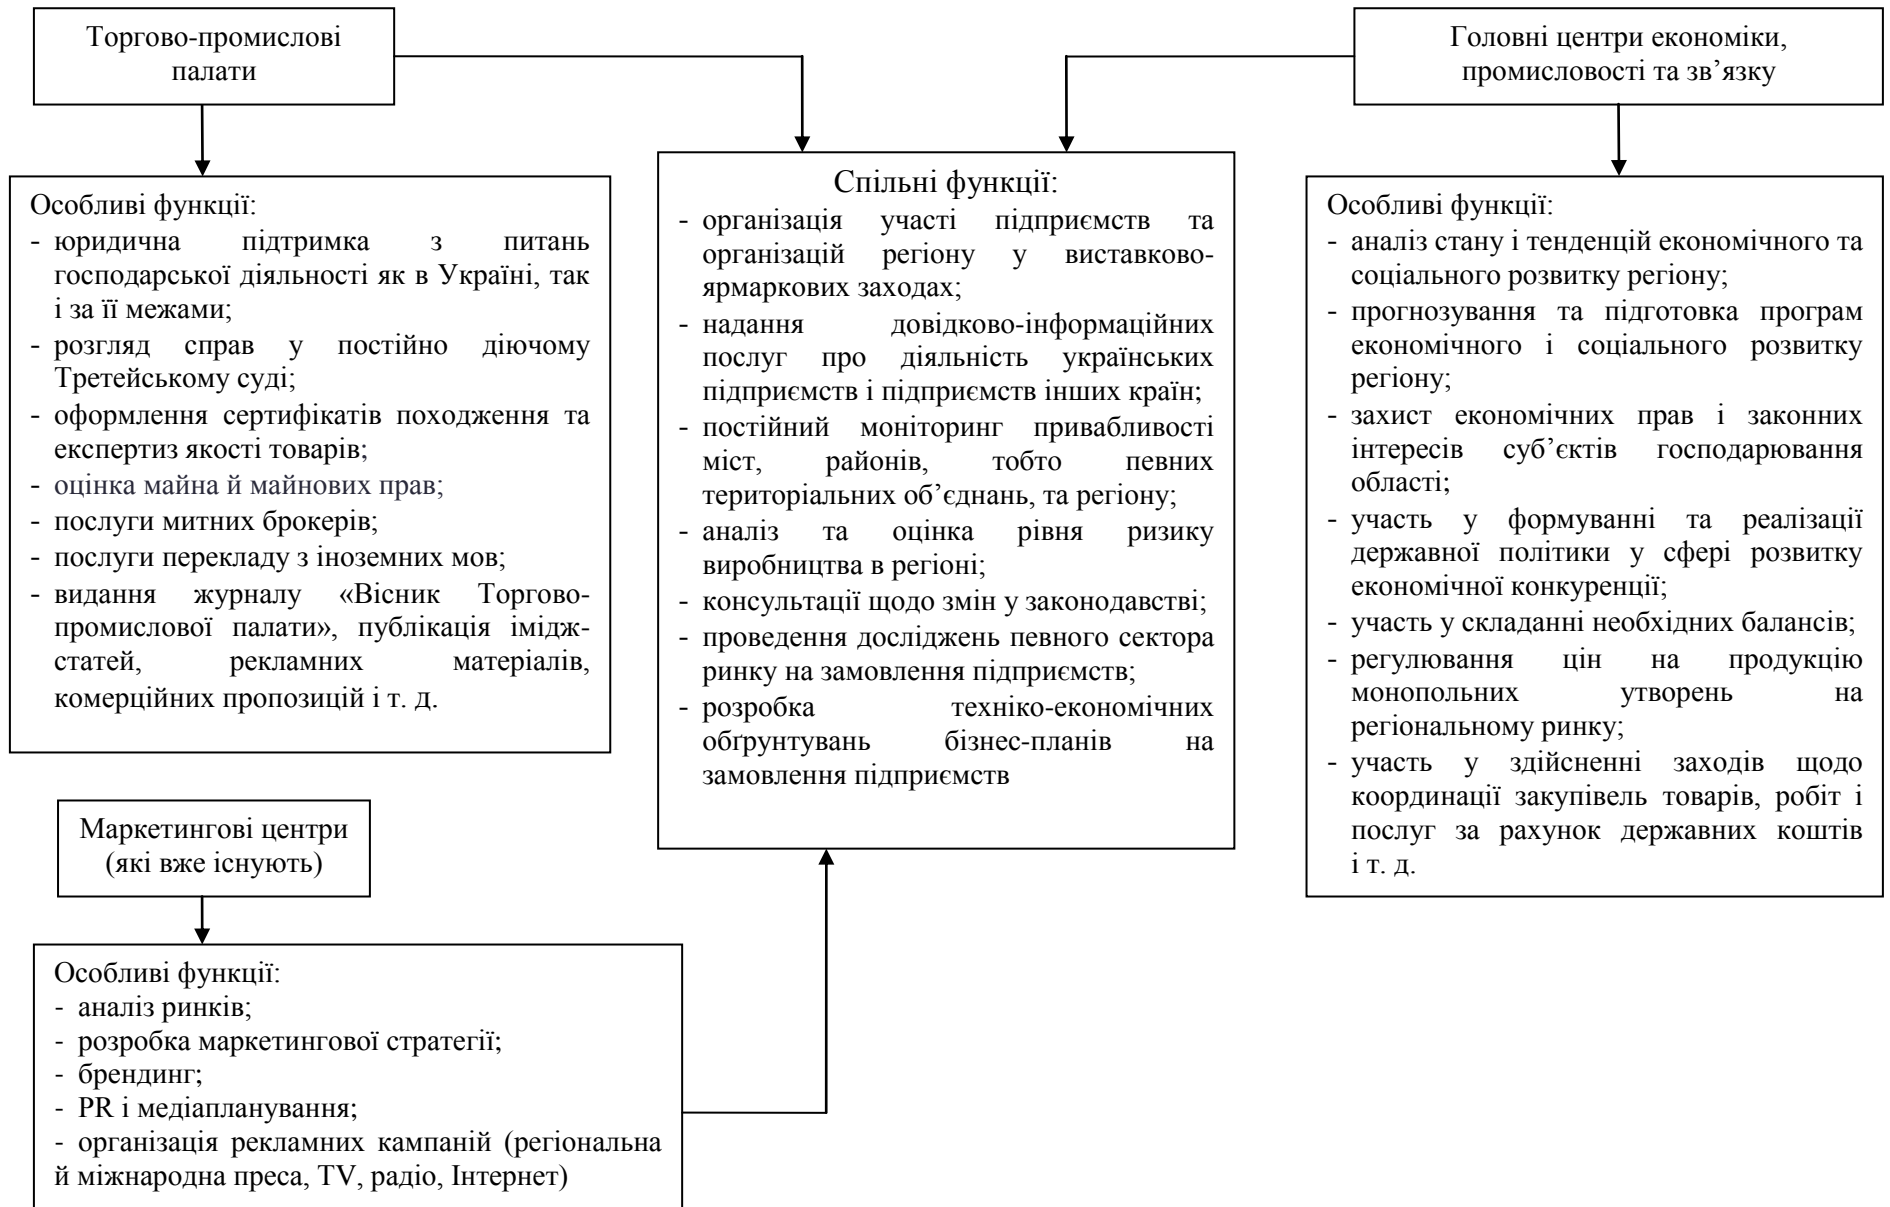 Торгово-промислові
палати
Головні центри економіки,
промисловості та зв’язку
Особливі функції:
- юридична підтримка з питань
господарської діяльності як в Україні, так
і за її межами;
- розгляд справ у постійно діючому
Третейському суді;
- оформлення сертифікатів походження та
експертиз якості товарів;
- оцінка майна й майнових прав;
- послуги митних брокерів;
- послуги перекладу з іноземних мов;
- видання журналу «Вісник Торгово-
промислової палати», публікація імідж-
статей, рекламних матеріалів,
комерційних пропозицій і т. д.
Спільні функції:
- організація участі підприємств та
організацій регіону у виставково-
ярмаркових заходах;
- надання довідково-інформаційних
послуг про діяльність українських
підприємств і підприємств інших країн;
- постійний моніторинг привабливості
міст, районів, тобто певних
територіальних об’єднань, та регіону;
- аналіз та оцінка рівня ризику
виробництва в регіоні;
- консультації щодо змін у законодавстві;
- проведення досліджень певного сектора
ринку на замовлення підприємств;
- розробка техніко-економічних
обґрунтувань бізнес-планів на
замовлення підприємств
Особливі функції:
- аналіз стану і тенденцій економічного та
соціального розвитку регіону;
- прогнозування та підготовка програм
економічного і соціального розвитку
регіону;
- захист економічних прав і законних
інтересів суб’єктів господарювання
області;
- участь у формуванні та реалізації
державної політики у сфері розвитку
економічної конкуренції;
- участь у складанні необхідних балансів;
- регулювання цін на продукцію
монопольних утворень на
регіональному ринку;
- участь у здійсненні заходів щодо
координації закупівель товарів, робіт і
послуг за рахунок державних коштів
і т. д.
Маркетингові центри
(які вже існують)
Особливі функції:
- аналіз ринків;
- розробка маркетингової стратегії;
- брендинг;
- PR і медіапланування;
- організація рекламних кампаній (регіональна
й міжнародна преса, TV, радіо, Інтернет)